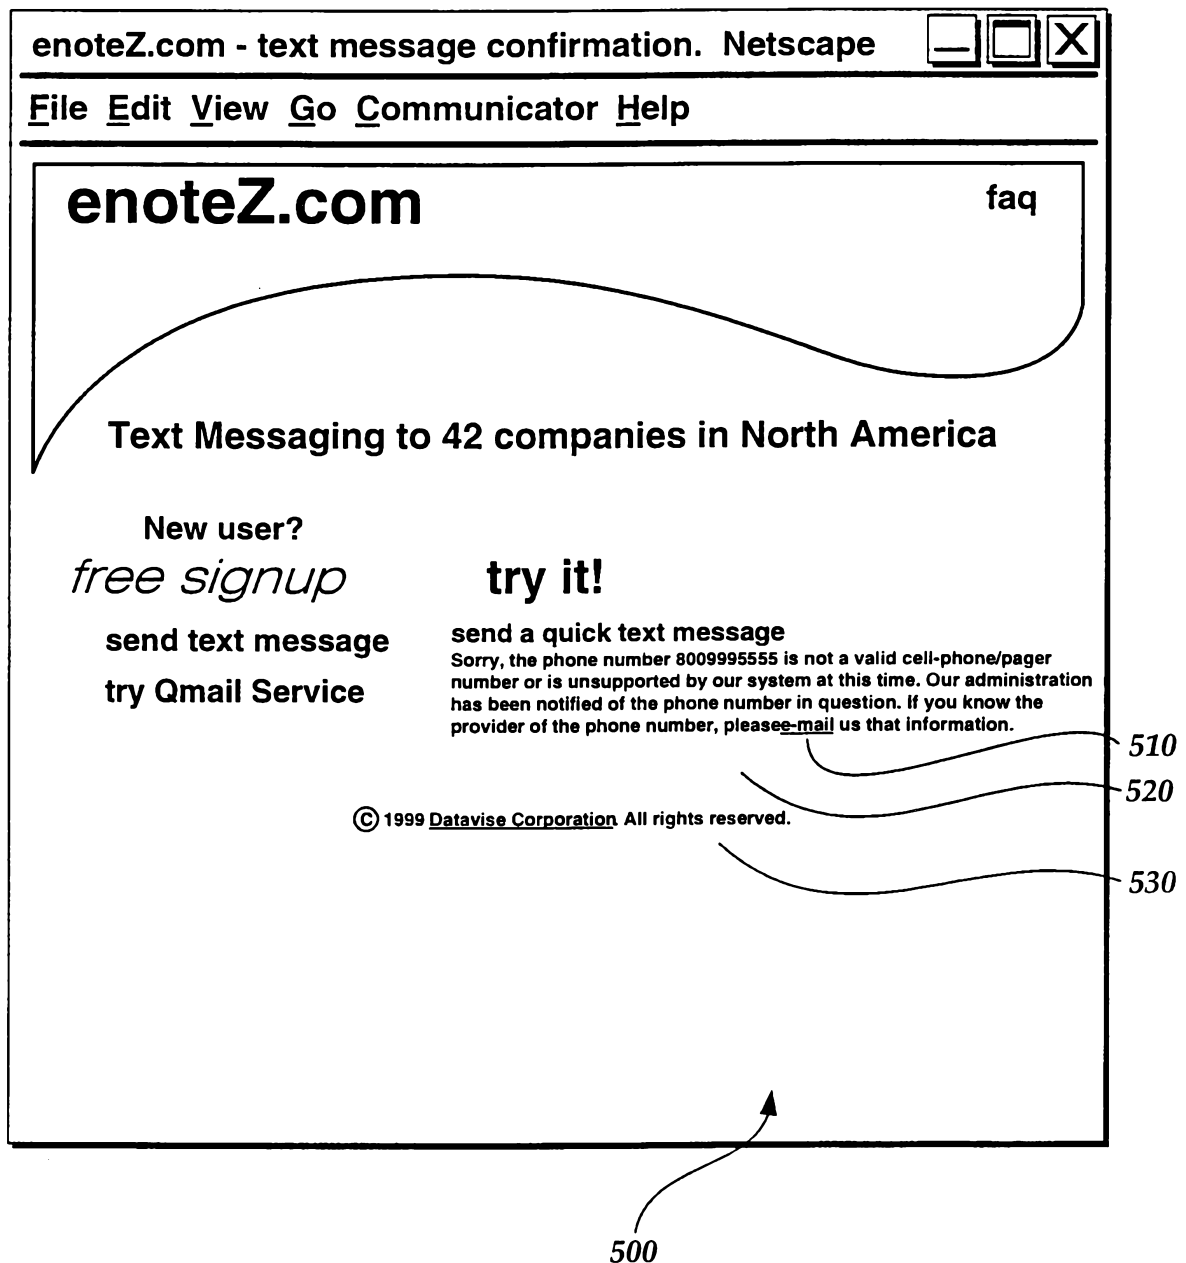 enoteZ.com - text message confirmation. Netscape
File Edit View Go Communicator Help
enoteZ.com
faq
Text Messaging to 42 companies in North America
New user?
free signup
try it!
send text message
try Qmail Service
send a quick text message
Sorry, the phone number 8009995555 is not a valid cell-phone/pager
number or is unsupported by our system at this time. Our administration
has been notified of the phone number in question. If you know the
provider of the phone number, pleasee-mail us that information.
510
520
© 1999 Datavise Corporation All rights reserved.
530
500